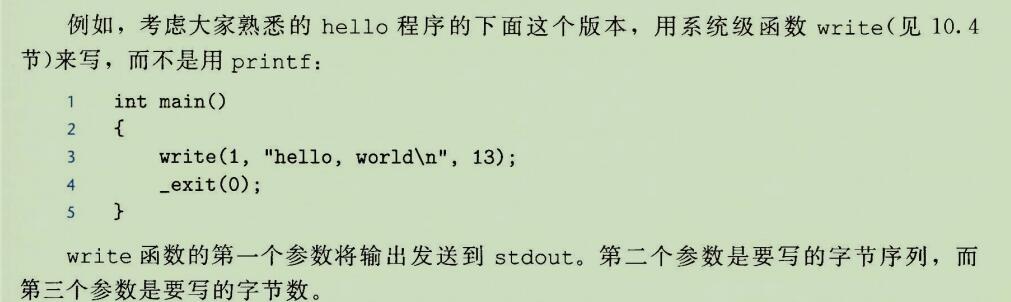 例如，考虑大家熟悉的 hello 程序的下面这个版本，用系统级函数 write(见 10.4
节)来写，而不是用 printf：
1 int main()
2 {
3 write(1, "hello, world\n", 13);
4 _exit(0);
5 }
write 函数的第一个参数将输出发送到 stdout。第二个参数是要写的字节序列，而
第三个参数是要写的字节数。